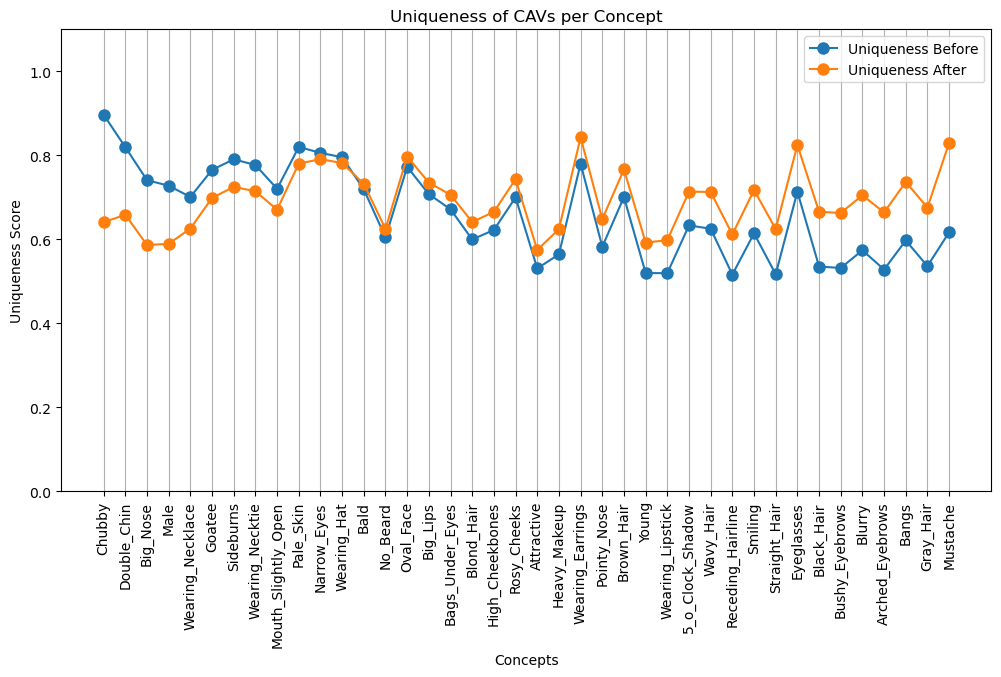 Uniqueness of CAVs per Concept
Uniqueness Before
Uniqueness After
Uniqueness Score
1.0
0.8
0.6
0.4
0.2
0.0
Chubby
Double_Chin
Big_Nose
Male
Wearing_Necklace
Goatee
Sideburns
Wearing_Necktie
Mouth_Slightly_Open
Pale_Skin
Narrow_Eyes
Wearing_Hat
Bald
No_Beard
Oval_Face
Big_Lips
Bags_Under_Eyes
Blond_Hair
High_Cheekbones
Rosy_Cheeks
Attractive
Heavy_Makeup
Wearing_Earrings
Pointy_Nose
Brown_Hair
Young
Wearing_Lipstick
5_o_Clock_Shadow
Wavy_Hair
Receding_Hairline
Smiling
Straight_Hair
Eyeglasses
Black_Hair
Bushy_Eyebrows
Blurry
Arched_Eyebrows
Bangs
Gray_Hair
Mustache
Concepts